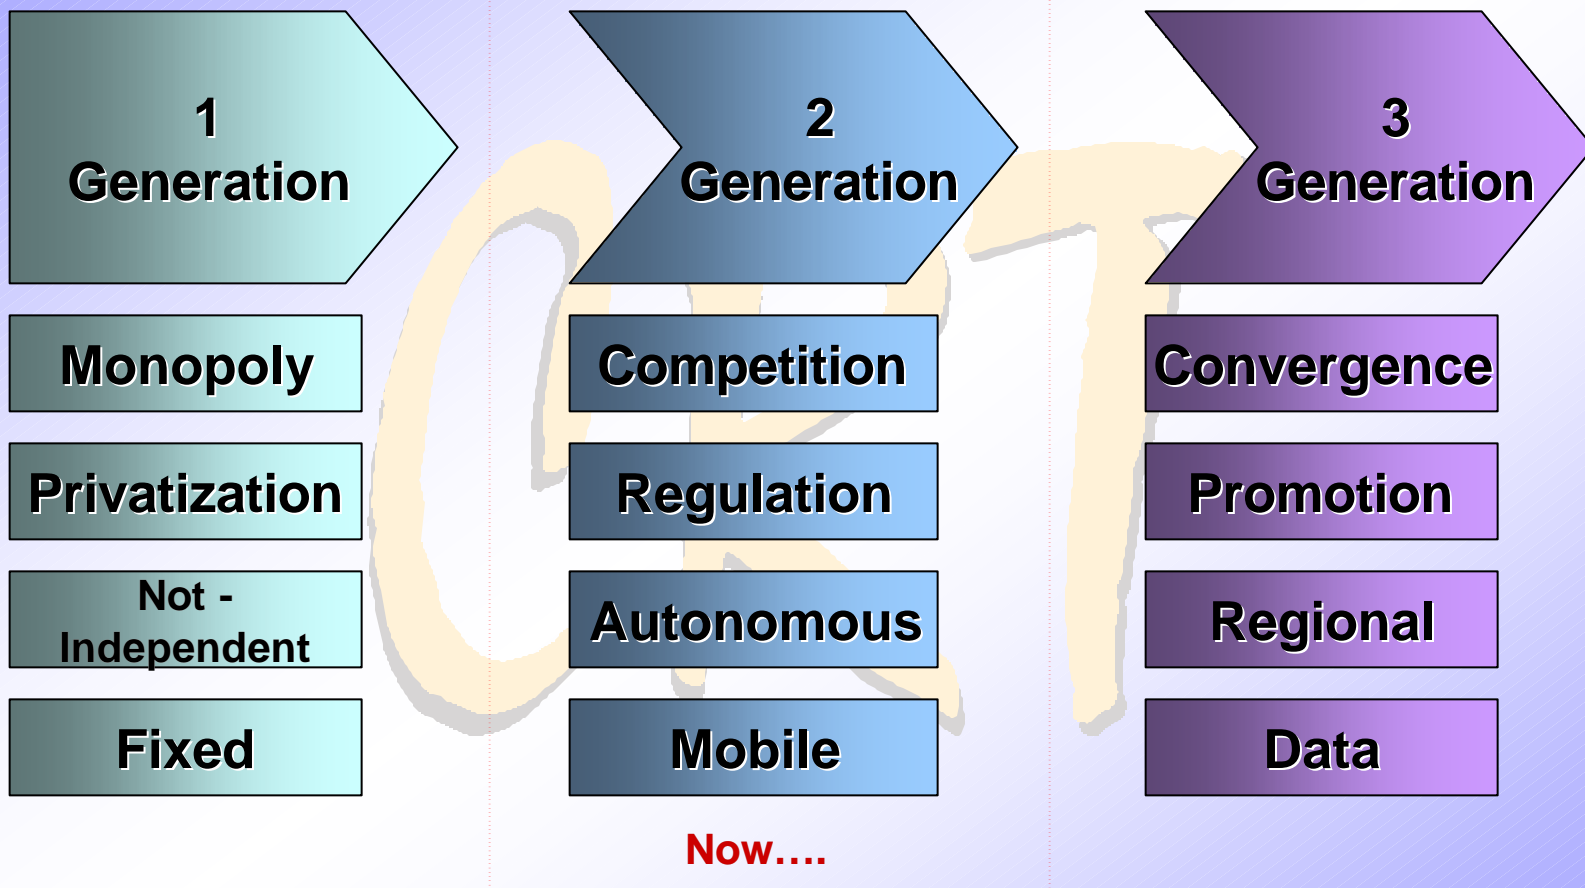 1
Generation
Monopoly
Privatization
Not -
Independent
Fixed
2
Generation
Competition
Regulation
Autonomous
Mobile
Now….
3
Generation
Convergence
Promotion
Regional
Data
CRT